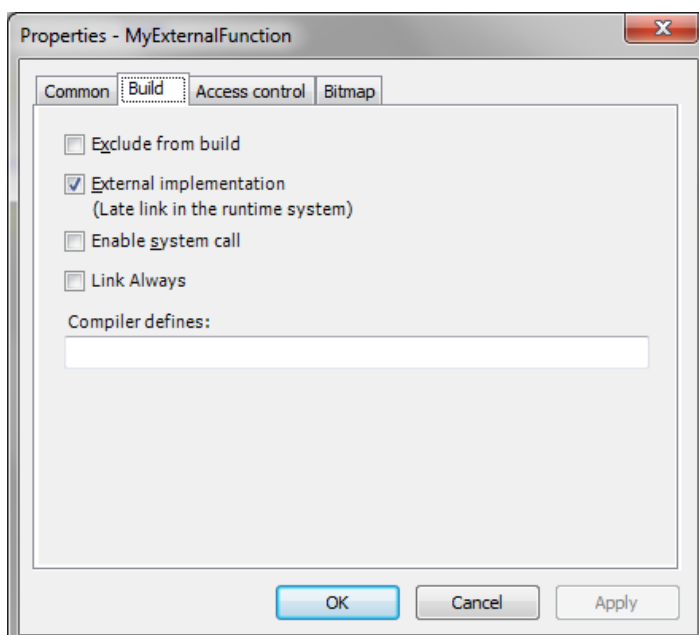 Properties - MyExternalFunction
Common Build Access control Bitmap
Exclude from build
External implementation
(Late link in the runtime system)
Enable system call
Link Always
Compiler defines:
OK Cancel Apply